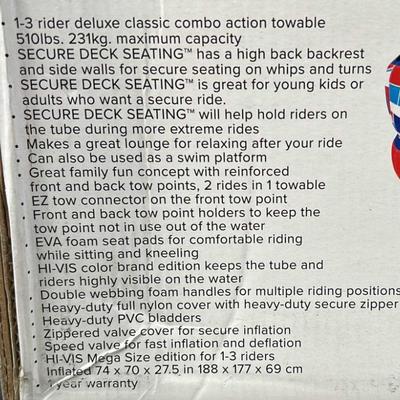 • 1-3 rider deluxe classic combo action towable
510lbs. 231kg. maximum capacity
• SECURE DECK SEATING™ has a high back backrest
and side walls for secure seating on whips and turns
• SECURE DECK SEATING™ is great for young kids or
adults who want a secure ride.
• SECURE DECK SEATING™ will help hold riders on
the tube during more extreme rides
• Makes a great lounge for relaxing after your ride
• Can also be used as a swim platform
• Great family fun concept with reinforced
front and back tow points, 2 rides in 1 towable
• EZ tow connector on the front tow point
• Front and back tow point holders to keep the
tow point not in use out of the water
• EVA foam seat pads for comfortable riding
while sitting and kneeling
• HI-VIS color brand edition keeps the tube and
riders highly visible on the water
• Double webbing foam handles for multiple riding positions
• Heavy-duty full nylon cover with heavy-duty secure zipper
• Heavy-duty PVC bladders
• Zippered valve cover for secure inflation
• Speed valve for fast inflation and deflation
• HI-VIS Mega Size edition for 1-3 riders
• Inflated 74 x 70 x 27.5 in 188 x 177 x 69 cm
• 1 year warranty